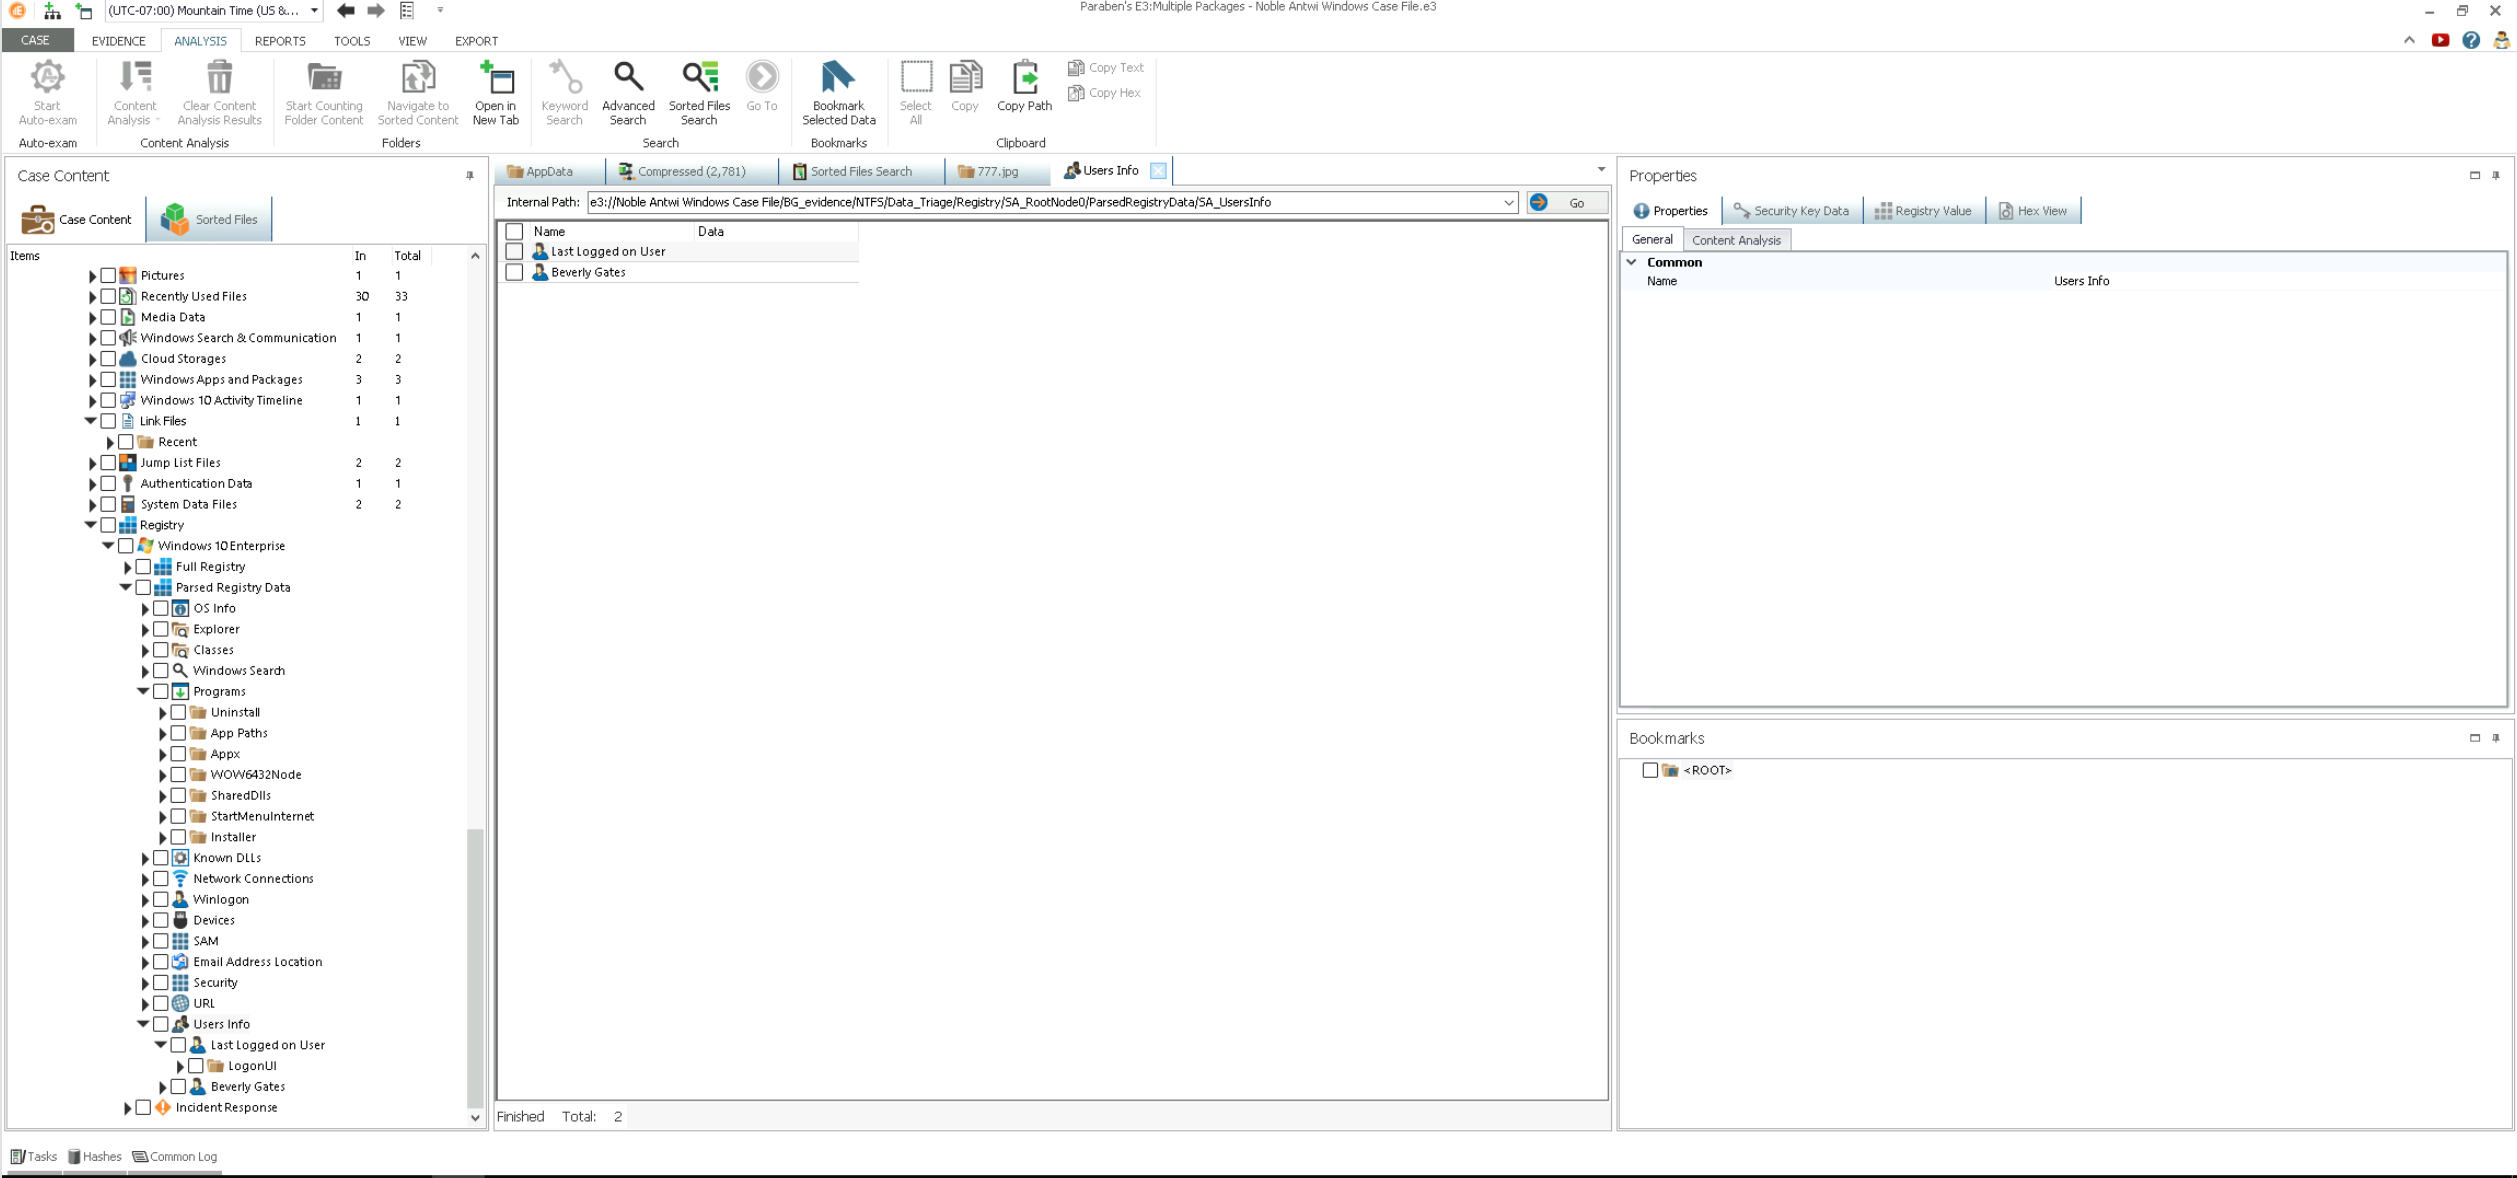 (UTC-07:00) Mountain Time (US &...
Paraben's E3:Multiple Packages - Noble Antwi Windows Case File.e3
CASE EVIDENCE ANALYSIS REPORTS TOOLS VIEW EXPORT
Start Auto-exam
Content Analysis
Clear Content Analysis Results
Start Counting Folder Content
Navigate to Sorted Content
Open in New Tab
Keyword Search
Advanced Search
Sorted Files Search
Go To
Bookmark Selected Data
Select All
Copy
Copy Path
Copy Text
Copy Hex
Auto-exam Content Analysis Folders Search Bookmarks Clipboard
Case Content
Case Content Sorted Files
Items In Total
Pictures 1 1
Recently Used Files 30 33
Media Data 1 1
Windows Search & Communication 1 1
Cloud Storages 2 2
Windows Apps and Packages 3 3
Windows 10 Activity Timeline 1 1
Link Files 1 1
Recent
Jump List Files 2 2
Authentication Data 1 1
System Data Files 2 2
Registry
Windows 10 Enterprise
Full Registry
Parsed Registry Data
OS Info
Explorer
Classes
Windows Search
Programs
Uninstall
App Paths
Appx
WOW6432Node
SharedDlls
StartMenuInternet
Installer
Known DLLs
Network Connections
Winlogon
Devices
SAM
Email Address Location
Security
URL
Users Info
Last Logged on User
LogonUI
Beverly Gates
Incident Response
AppData Compressed (2,781) Sorted Files Search 777.jpg Users Info
Internal Path: e3://Noble Antwi Windows Case File/BG_evidence/NTFS/Data_Triage/Registry/SA_RootNode0/ParsedRegistryData/SA_UsersInfo Go
Name Data
Last Logged on User
Beverly Gates
Finished Total: 2
Properties
Properties Security Key Data Registry Value Hex View
General Content Analysis
Common
Name Users Info
Bookmarks
<ROOT>
Tasks Hashes Common Log